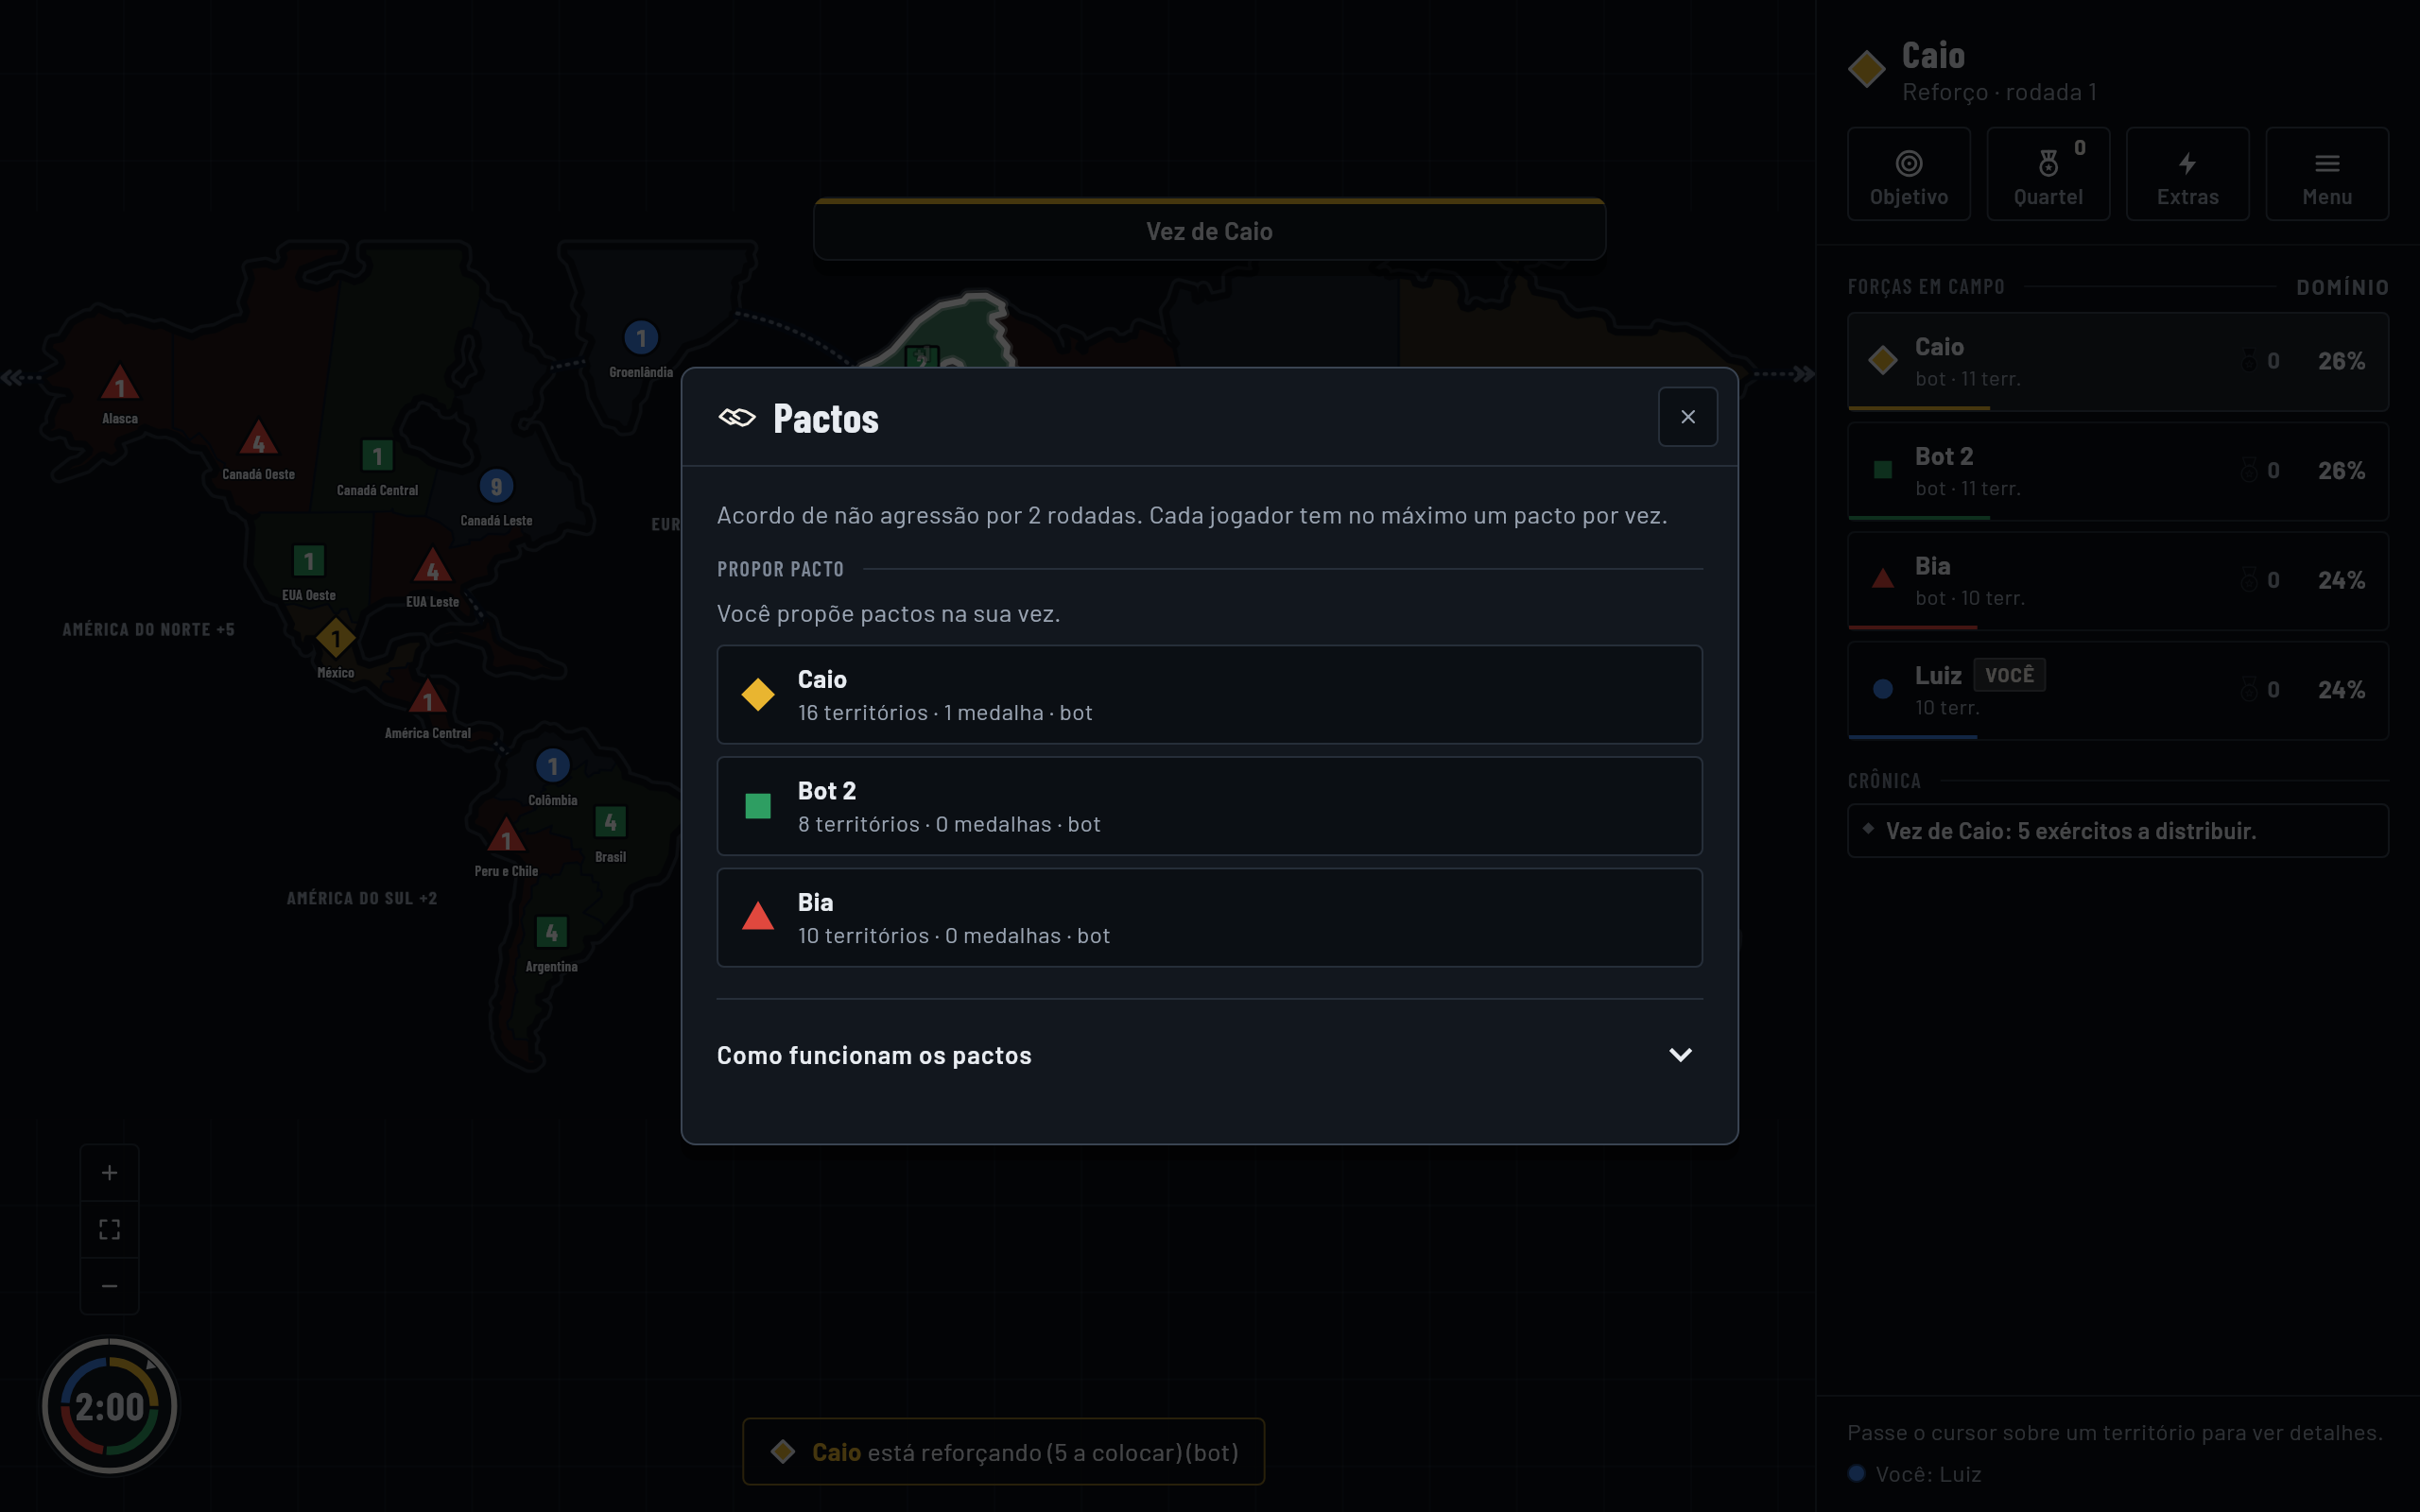 Caio
Reforço · rodada 1
Objetivo
0
Quartel
Extras
Menu
Vez de Caio
FORÇAS EM CAMPO
DOMÍNIO
Caio
bot · 11 terr.
0
26%
Bot 2
bot · 11 terr.
0
26%
Bia
bot · 10 terr.
0
24%
Luiz
VOCÊ
10 terr.
0
24%
CRÔNICA
Vez de Caio: 5 exércitos a distribuir.
1
Groenlândia
1
Alasca
4
Canadá Oeste
1
Canadá Central
9
Canadá Leste
1
EUA Oeste
4
EUA Leste
AMÉRICA DO NORTE +5
1
México
1
América Central
1
Colômbia
4
Brasil
1
Peru e Chile
AMÉRICA DO SUL +2
4
Argentina
EUR
Pactos
Acordo de não agressão por 2 rodadas. Cada jogador tem no máximo um pacto por vez.
PROPOR PACTO
Você propõe pactos na sua vez.
Caio
16 territórios · 1 medalha · bot
Bot 2
8 territórios · 0 medalhas · bot
Bia
10 territórios · 0 medalhas · bot
Como funcionam os pactos
2:00
Caio está reforçando (5 a colocar) (bot)
Passe o cursor sobre um território para ver detalhes.
Você: Luiz